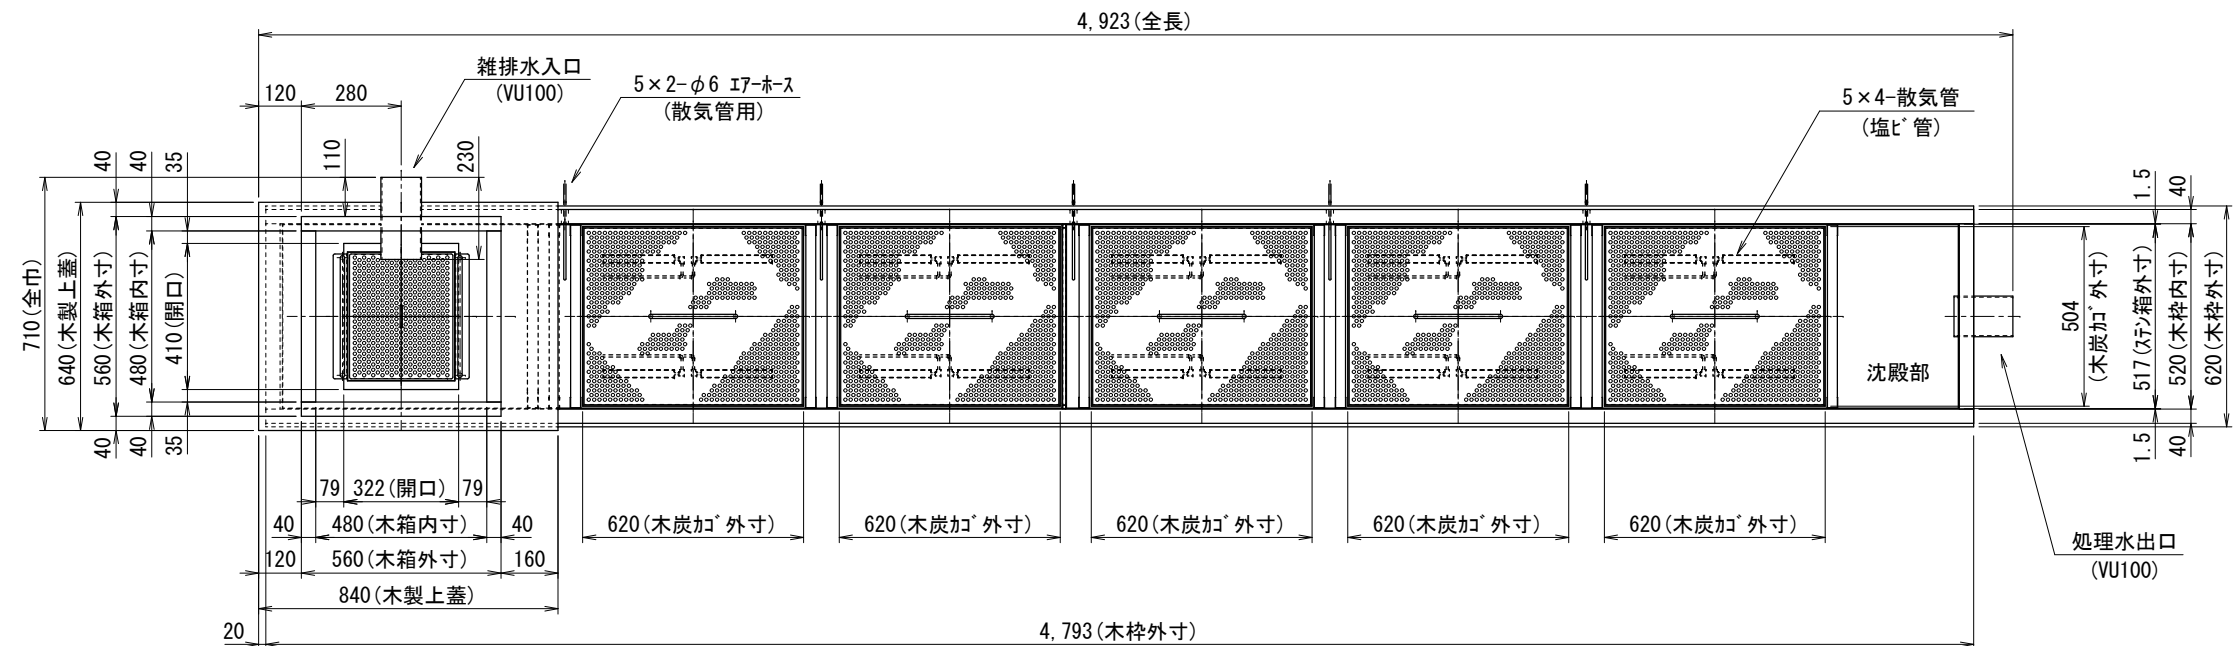 4,923(全長)
雑排水入口
(VU100)
5×2-φ6 エアーホース
(散気管用)
5×4-散気管
(塩ビ管)
120
280
110
230
40
40
35
1.5
40
710(全巾)
640(木製上蓋)
560(木箱外寸)
480(木箱内寸)
410(開口)
沈殿部
504
(木炭カゴ外寸)
517(ステン箱外寸)
520(木枠内寸)
620(木枠外寸)
40
40
35
1.5
40
79
322(開口)
79
40
480(木箱内寸)
40
620(木炭カゴ外寸)
620(木炭カゴ外寸)
620(木炭カゴ外寸)
620(木炭カゴ外寸)
620(木炭カゴ外寸)
処理水出口
(VU100)
120
560(木箱外寸)
160
840(木製上蓋)
20
4,793(木枠外寸)